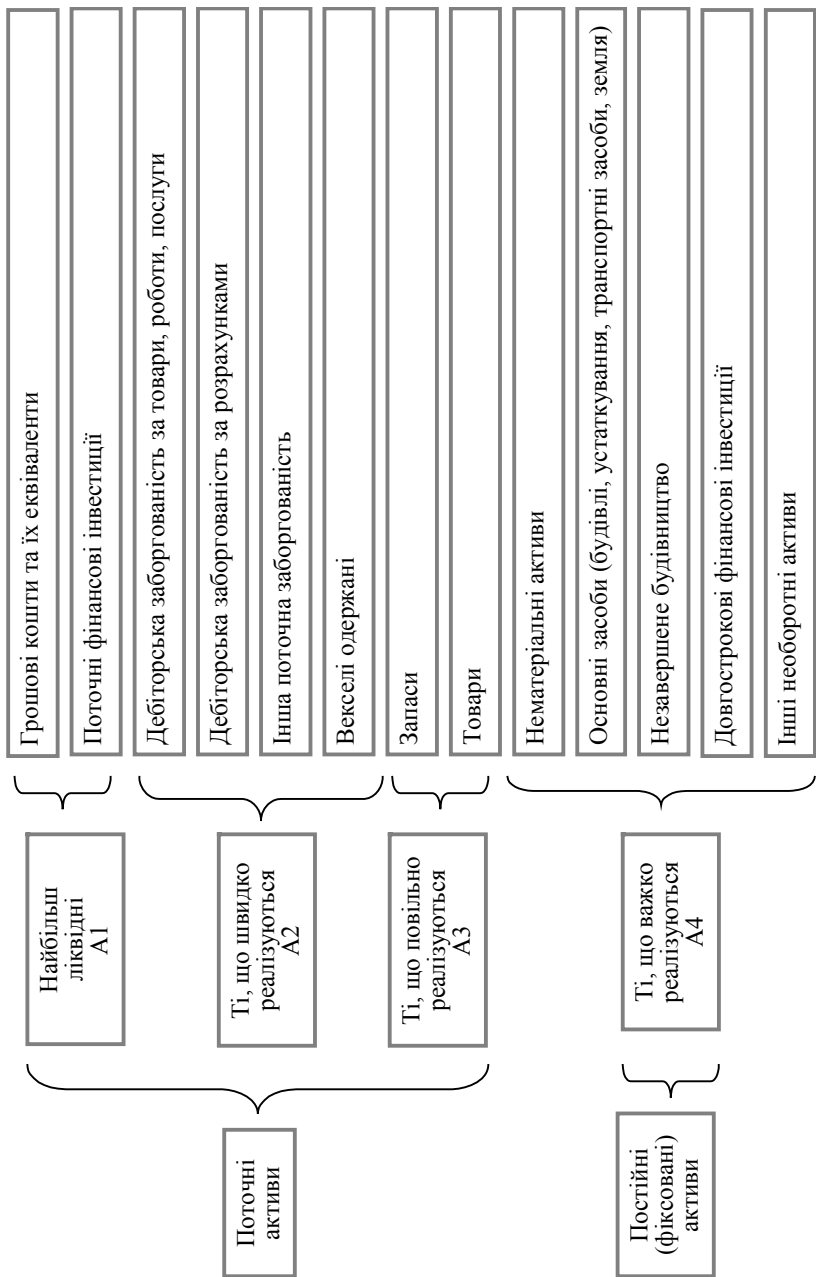 Поточні
активи
Постійні
(фіксовані)
активи
Найбільш
ліквідні
А1
Ті, що швидко
реалізуються
А2
Ті, що повільно
реалізуються
А3
Ті, що важко
реалізуються
А4
Грошові кошти та їх еквіваленти
Поточні фінансові інвестиції
Дебіторська заборгованість за товари, роботи, послуги
Дебіторська заборгованість за розрахунками
Інша поточна заборгованість
Векселі одержані
Запаси
Товари
Нематеріальні активи
Основні засоби (будівлі, устаткування, транспортні засоби, земля)
Незавершене будівництво
Довгострокові фінансові інвестиції
Інші необоротні активи